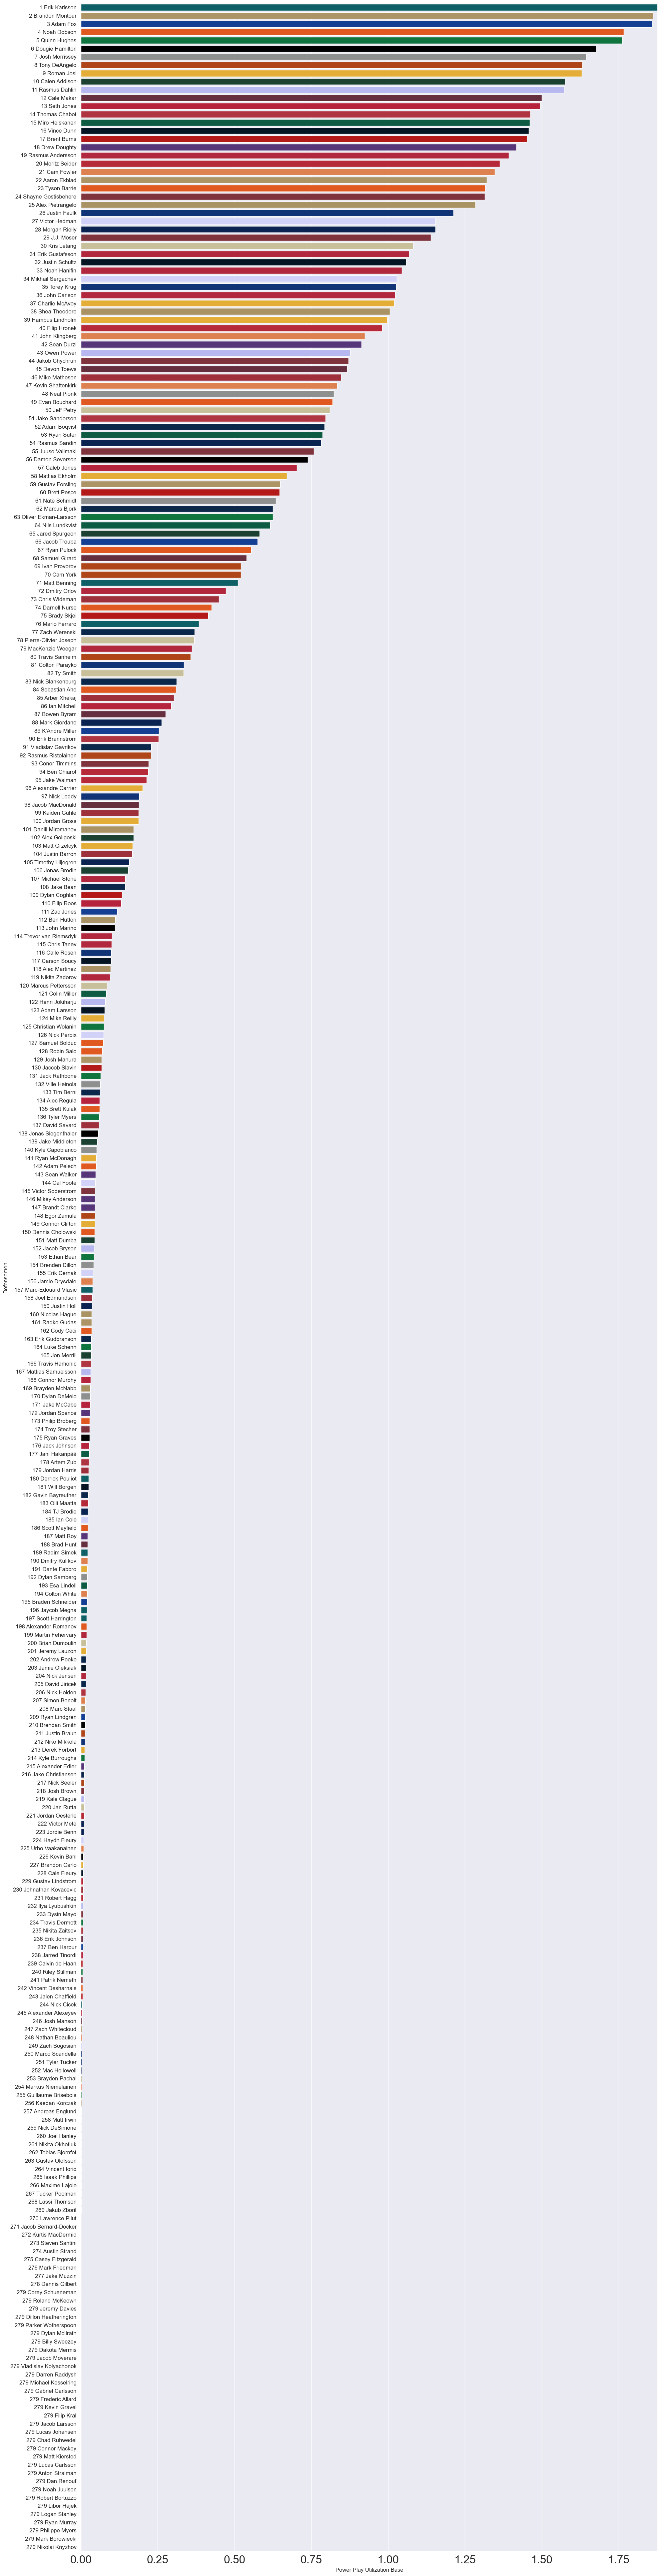 1 Erik Karlsson
2 Brandon Montour
3 Adam Fox
4 Noah Dobson
5 Quinn Hughes
6 Dougie Hamilton
7 Josh Morrissey
8 Tony DeAngelo
9 Roman Josi
10 Calen Addison
11 Rasmus Dahlin
12 Cale Makar
13 Seth Jones
14 Thomas Chabot
15 Miro Heiskanen
16 Vince Dunn
17 Brent Burns
18 Drew Doughty
19 Rasmus Andersson
20 Moritz Seider
21 Cam Fowler
22 Aaron Ekblad
23 Tyson Barrie
24 Shayne Gostisbehere
25 Alex Pietrangelo
26 Justin Faulk
27 Victor Hedman
28 Morgan Rielly
29 J.J. Moser
30 Kris Letang
31 Erik Gustafsson
32 Justin Schultz
33 Noah Hanifin
34 Mikhail Sergachev
35 Torey Krug
36 John Carlson
37 Charlie McAvoy
38 Shea Theodore
39 Hampus Lindholm
40 Filip Hronek
41 John Klingberg
42 Sean Durzi
43 Owen Power
44 Jakob Chychrun
45 Devon Toews
46 Mike Matheson
47 Kevin Shattenkirk
48 Neal Pionk
49 Evan Bouchard
50 Jeff Petry
51 Jake Sanderson
52 Adam Boqvist
53 Ryan Suter
54 Rasmus Sandin
55 Juuso Valimaki
56 Damon Severson
57 Caleb Jones
58 Mattias Ekholm
59 Gustav Forsling
60 Brett Pesce
61 Nate Schmidt
62 Marcus Bjork
63 Oliver Ekman-Larsson
64 Nils Lundkvist
65 Jared Spurgeon
66 Jacob Trouba
67 Ryan Pulock
68 Samuel Girard
69 Ivan Provorov
70 Cam York
71 Matt Benning
72 Dmitry Orlov
73 Chris Wideman
74 Darnell Nurse
75 Brady Skjei
76 Mario Ferraro
77 Zach Werenski
78 Pierre-Olivier Joseph
79 MacKenzie Weegar
80 Travis Sanheim
81 Colton Parayko
82 Ty Smith
83 Nick Blankenburg
84 Sebastian Aho
85 Arber Xhekaj
86 Ian Mitchell
87 Bowen Byram
88 Mark Giordano
89 K'Andre Miller
90 Erik Brannstrom
91 Vladislav Gavrikov
92 Rasmus Ristolainen
93 Conor Timmins
94 Ben Chiarot
95 Jake Walman
96 Alexandre Carrier
97 Nick Leddy
98 Jacob MacDonald
99 Kaiden Guhle
100 Jordan Gross
101 Daniil Miromanov
102 Alex Goligoski
103 Matt Grzelcyk
104 Justin Barron
105 Timothy Liljegren
106 Jonas Brodin
107 Michael Stone
108 Jake Bean
109 Dylan Coghlan
110 Filip Roos
111 Zac Jones
112 Ben Hutton
113 John Marino
114 Trevor van Riemsdyk
115 Chris Tanev
116 Calle Rosen
117 Carson Soucy
118 Alec Martinez
119 Nikita Zadorov
120 Marcus Pettersson
121 Colin Miller
122 Henri Jokiharju
123 Adam Larsson
124 Mike Reilly
125 Christian Wolanin
126 Nick Perbix
127 Samuel Bolduc
128 Robin Salo
129 Josh Mahura
130 Jaccob Slavin
131 Jack Rathbone
132 Ville Heinola
133 Tim Berni
134 Alec Regula
135 Brett Kulak
136 Tyler Myers
137 David Savard
138 Jonas Siegenthaler
139 Jake Middleton
140 Kyle Capobianco
141 Ryan McDonagh
142 Adam Pelech
143 Sean Walker
144 Cal Foote
145 Victor Soderstrom
146 Mikey Anderson
147 Brandt Clarke
148 Egor Zamula
149 Connor Clifton
150 Dennis Cholowski
151 Matt Dumba
152 Jacob Bryson
153 Ethan Bear
154 Brenden Dillon
155 Erik Cernak
156 Jamie Drysdale
157 Marc-Edouard Vlasic
158 Joel Edmundson
159 Justin Holl
160 Nicolas Hague
161 Radko Gudas
162 Cody Ceci
163 Erik Gudbranson
164 Luke Schenn
165 Jon Merrill
166 Travis Hamonic
167 Mattias Samuelsson
168 Connor Murphy
169 Brayden McNabb
170 Dylan DeMelo
171 Jake McCabe
172 Jordan Spence
173 Philip Broberg
174 Troy Stecher
175 Ryan Graves
176 Jack Johnson
177 Jani Hakanpää
178 Artem Zub
179 Jordan Harris
180 Derrick Pouliot
181 Will Borgen
182 Gavin Bayreuther
183 Olli Maatta
184 TJ Brodie
185 Ian Cole
186 Scott Mayfield
187 Matt Roy
188 Brad Hunt
189 Radim Simek
190 Dmitry Kulikov
191 Dante Fabbro
192 Dylan Samberg
193 Esa Lindell
194 Colton White
195 Braden Schneider
196 Jaycob Megna
197 Scott Harrington
198 Alexander Romanov
199 Martin Fehervary
200 Brian Dumoulin
201 Jeremy Lauzon
202 Andrew Peeke
203 Jamie Oleksiak
204 Nick Jensen
205 David Jiricek
206 Nick Holden
207 Simon Benoit
208 Marc Staal
209 Ryan Lindgren
210 Brendan Smith
211 Justin Braun
212 Niko Mikkola
213 Derek Forbort
214 Kyle Burroughs
215 Alexander Edler
216 Jake Christiansen
217 Nick Seeler
218 Josh Brown
219 Kale Clague
220 Jan Rutta
221 Jordan Oesterle
222 Victor Mete
223 Jordie Benn
224 Haydn Fleury
225 Urho Vaakanainen
226 Kevin Bahl
227 Brandon Carlo
228 Cale Fleury
229 Gustav Lindstrom
230 Johnathan Kovacevic
231 Robert Hagg
232 Ilya Lyubushkin
233 Dysin Mayo
234 Travis Dermott
235 Nikita Zaitsev
236 Erik Johnson
237 Ben Harpur
238 Jarred Tinordi
239 Calvin de Haan
240 Riley Stillman
241 Patrik Nemeth
242 Vincent Desharnais
243 Jalen Chatfield
244 Nick Cicek
245 Alexander Alexeyev
246 Josh Manson
247 Zach Whitecloud
248 Nathan Beaulieu
249 Zach Bogosian
250 Marco Scandella
251 Tyler Tucker
252 Mac Hollowell
253 Brayden Pachal
254 Markus Niemelainen
255 Guillaume Brisebois
256 Kaedan Korczak
257 Andreas Englund
258 Matt Irwin
259 Nick DeSimone
260 Joel Hanley
261 Nikita Okhotiuk
262 Tobias Bjornfot
263 Gustav Olofsson
264 Vincent Iorio
265 Isaak Phillips
266 Maxime Lajoie
267 Tucker Poolman
268 Lassi Thomson
269 Jakub Zboril
270 Lawrence Pilut
271 Jacob Bernard-Docker
272 Kurtis MacDermid
273 Steven Santini
274 Austin Strand
275 Casey Fitzgerald
276 Mark Friedman
277 Jake Muzzin
278 Dennis Gilbert
279 Corey Schueneman
279 Roland McKeown
279 Jeremy Davies
279 Dillon Heatherington
279 Parker Wotherspoon
279 Dylan McIlrath
279 Billy Sweezey
279 Dakota Mermis
279 Jacob Moverare
279 Vladislav Kolyachonok
279 Darren Raddysh
279 Michael Kesselring
279 Gabriel Carlsson
279 Frederic Allard
279 Kevin Gravel
279 Filip Kral
279 Jacob Larsson
279 Lucas Johansen
279 Chad Ruhwedel
279 Connor Mackey
279 Matt Kiersted
279 Lucas Carlsson
279 Anton Stralman
279 Dan Renouf
279 Noah Juulsen
279 Robert Bortuzzo
279 Libor Hajek
279 Logan Stanley
279 Ryan Murray
279 Philippe Myers
279 Mark Borowiecki
279 Nikolai Knyzhov
Defensemen
0.00 0.25 0.50 0.75 1.00 1.25 1.50 1.75
Power Play Utilization Base